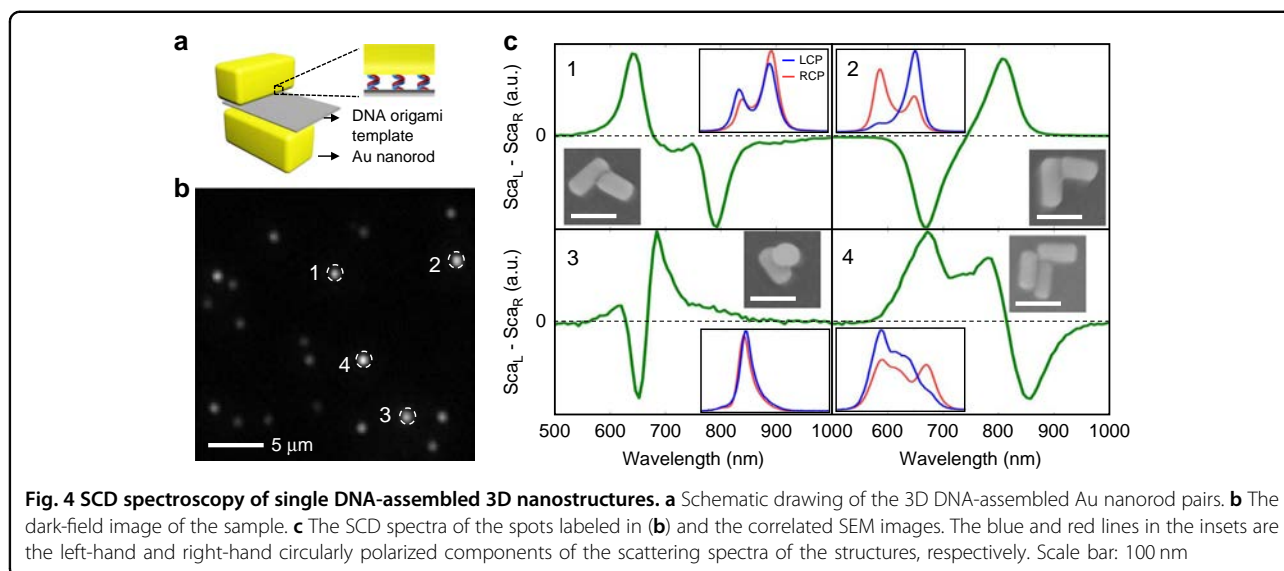 a
DNA origami
template
Au nanorod
b
1
2
4
3
5 μm
c
Sca_L - Sca_R (a.u.)
0
1
LCP
RCP
2
Sca_L - Sca_R (a.u.)
0
3
4
500 600 700 800 900 1000
500 600 700 800 900 1000
Wavelength (nm)
Wavelength (nm)
Fig. 4 SCD spectroscopy of single DNA-assembled 3D nanostructures. a Schematic drawing of the 3D DNA-assembled Au nanorod pairs. b The
dark-field image of the sample. c The SCD spectra of the spots labeled in (b) and the correlated SEM images. The blue and red lines in the insets are
the left-hand and right-hand circularly polarized components of the scattering spectra of the structures, respectively. Scale bar: 100 nm